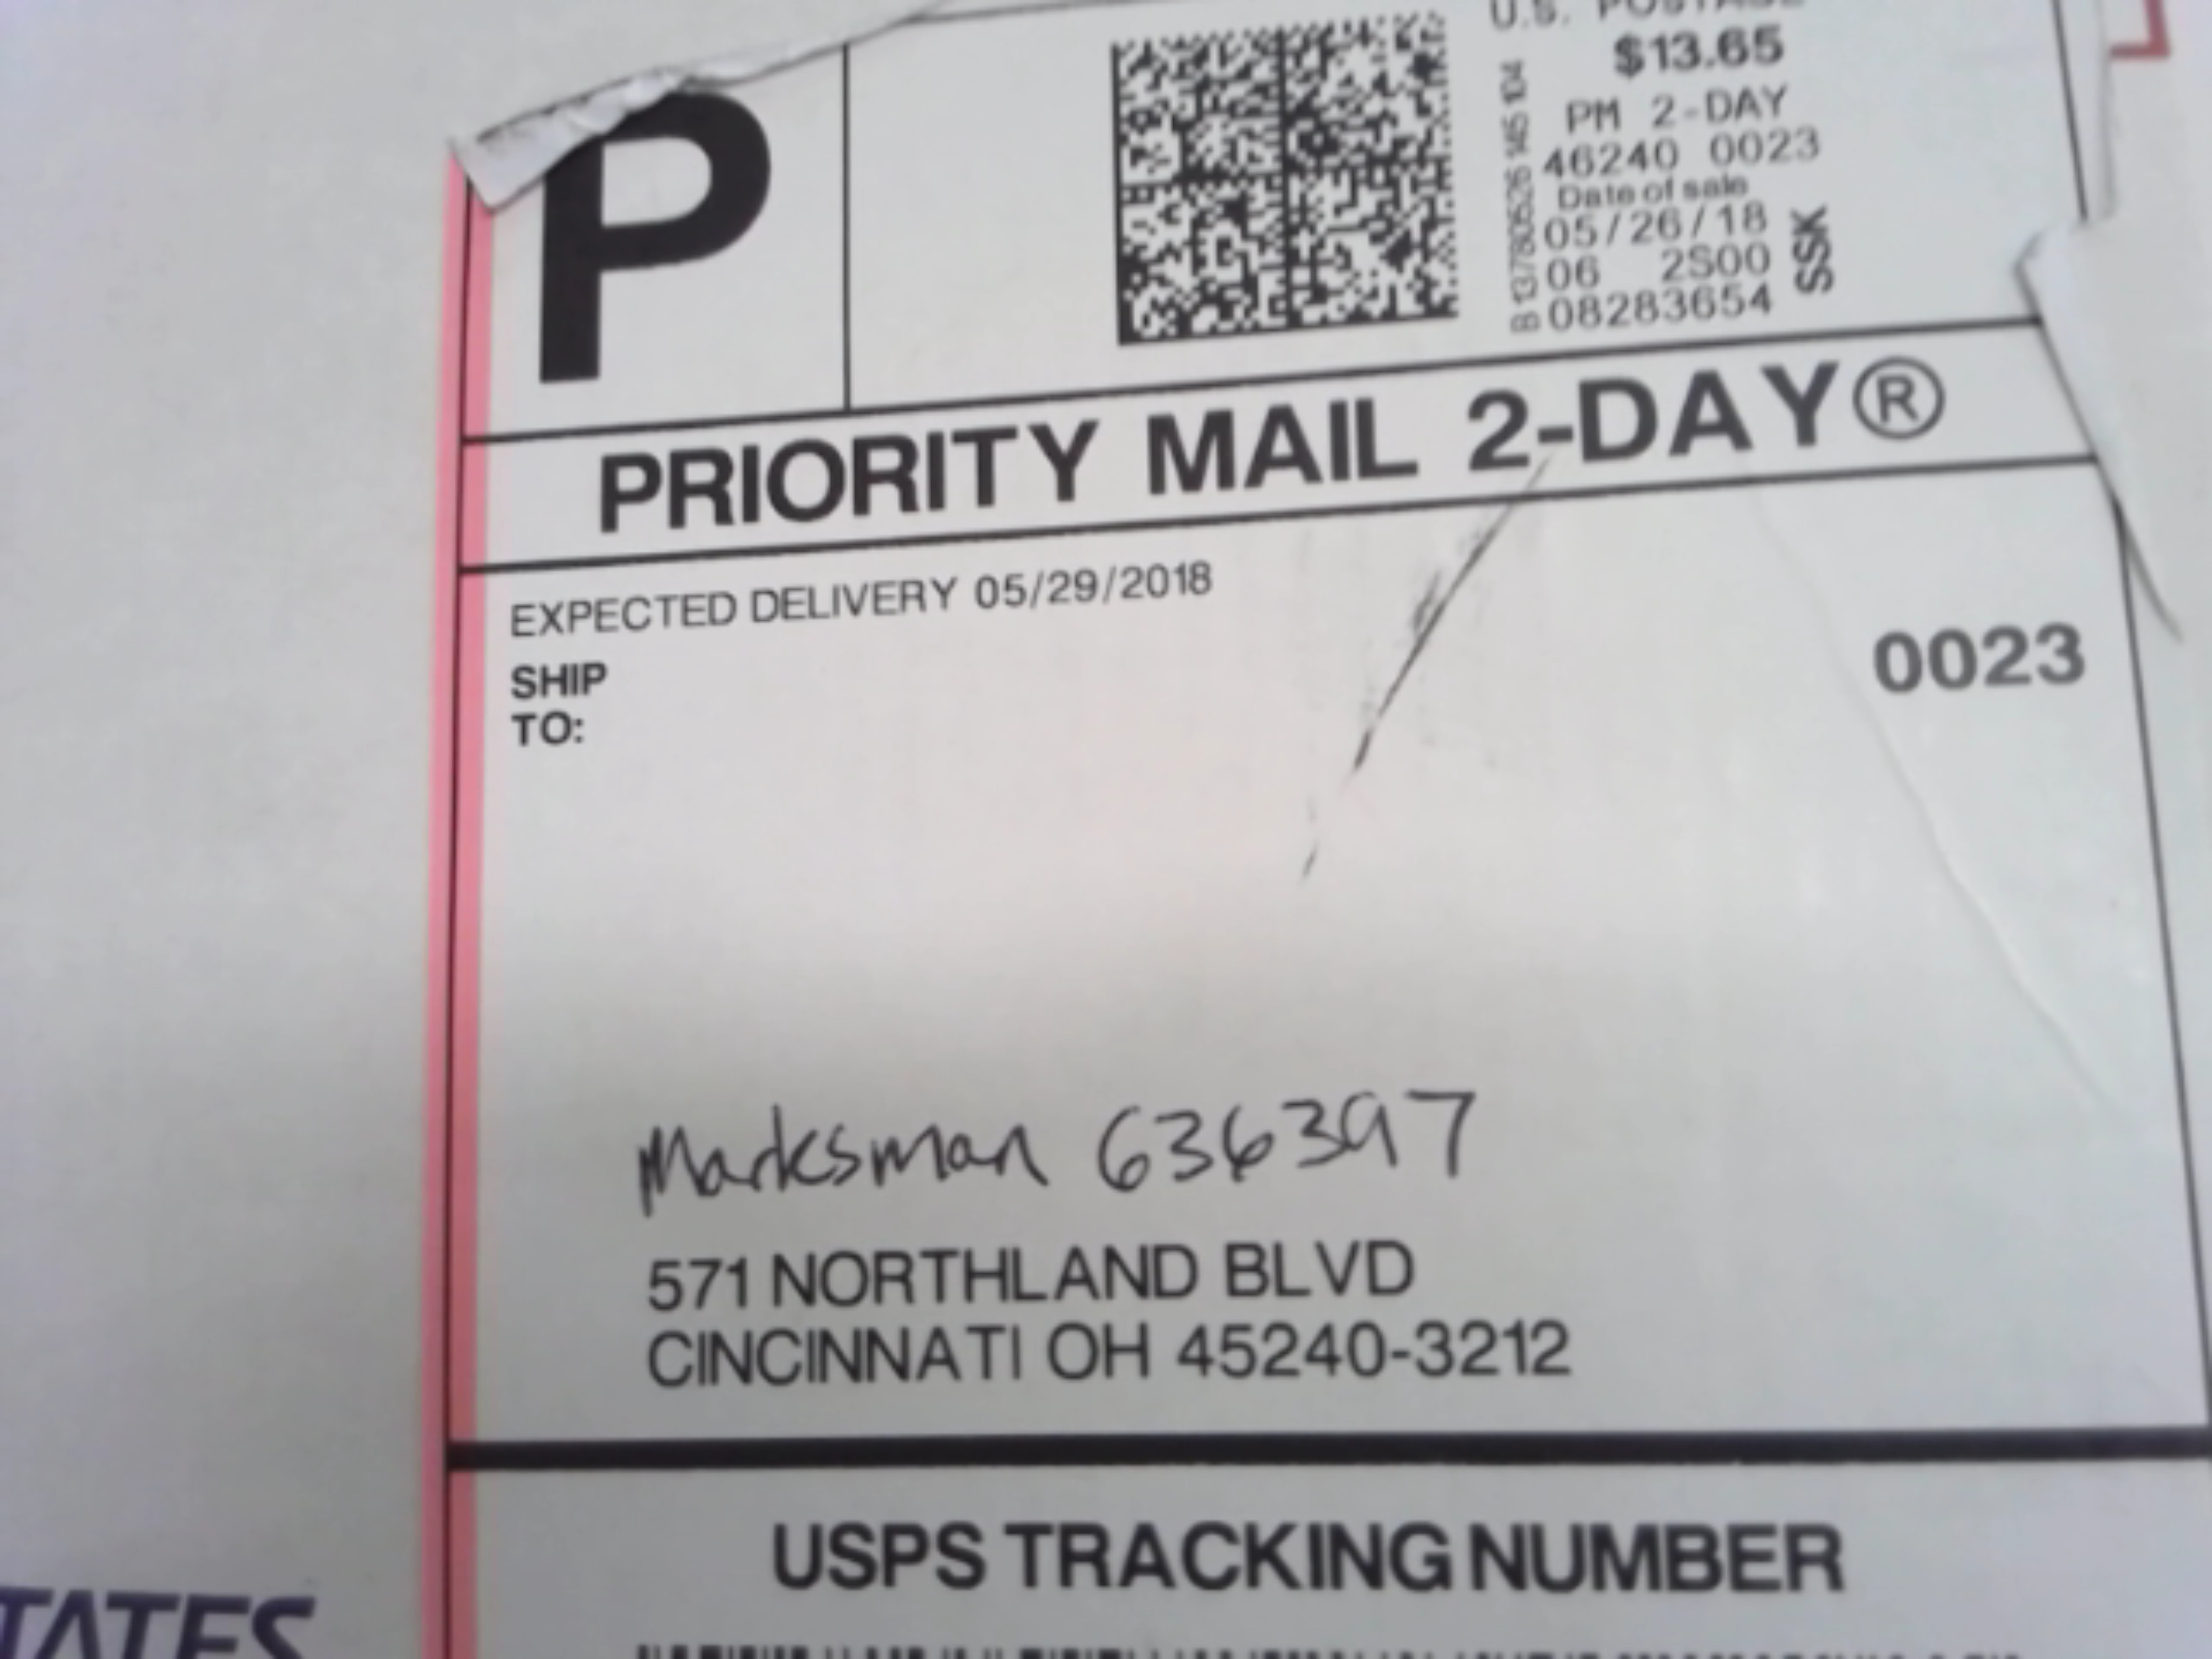 P
U.S. POSTAGE
$13.65
PM 2-DAY
46240 0023
Date of sale
05/26/18
06 2S00
08283654
SSK
PRIORITY MAIL 2-DAY®
EXPECTED DELIVERY 05/29/2018
0023
SHIP
TO:
Marksman 636397
571 NORTHLAND BLVD
CINCINNATI OH 45240-3212
USPS TRACKING NUMBER